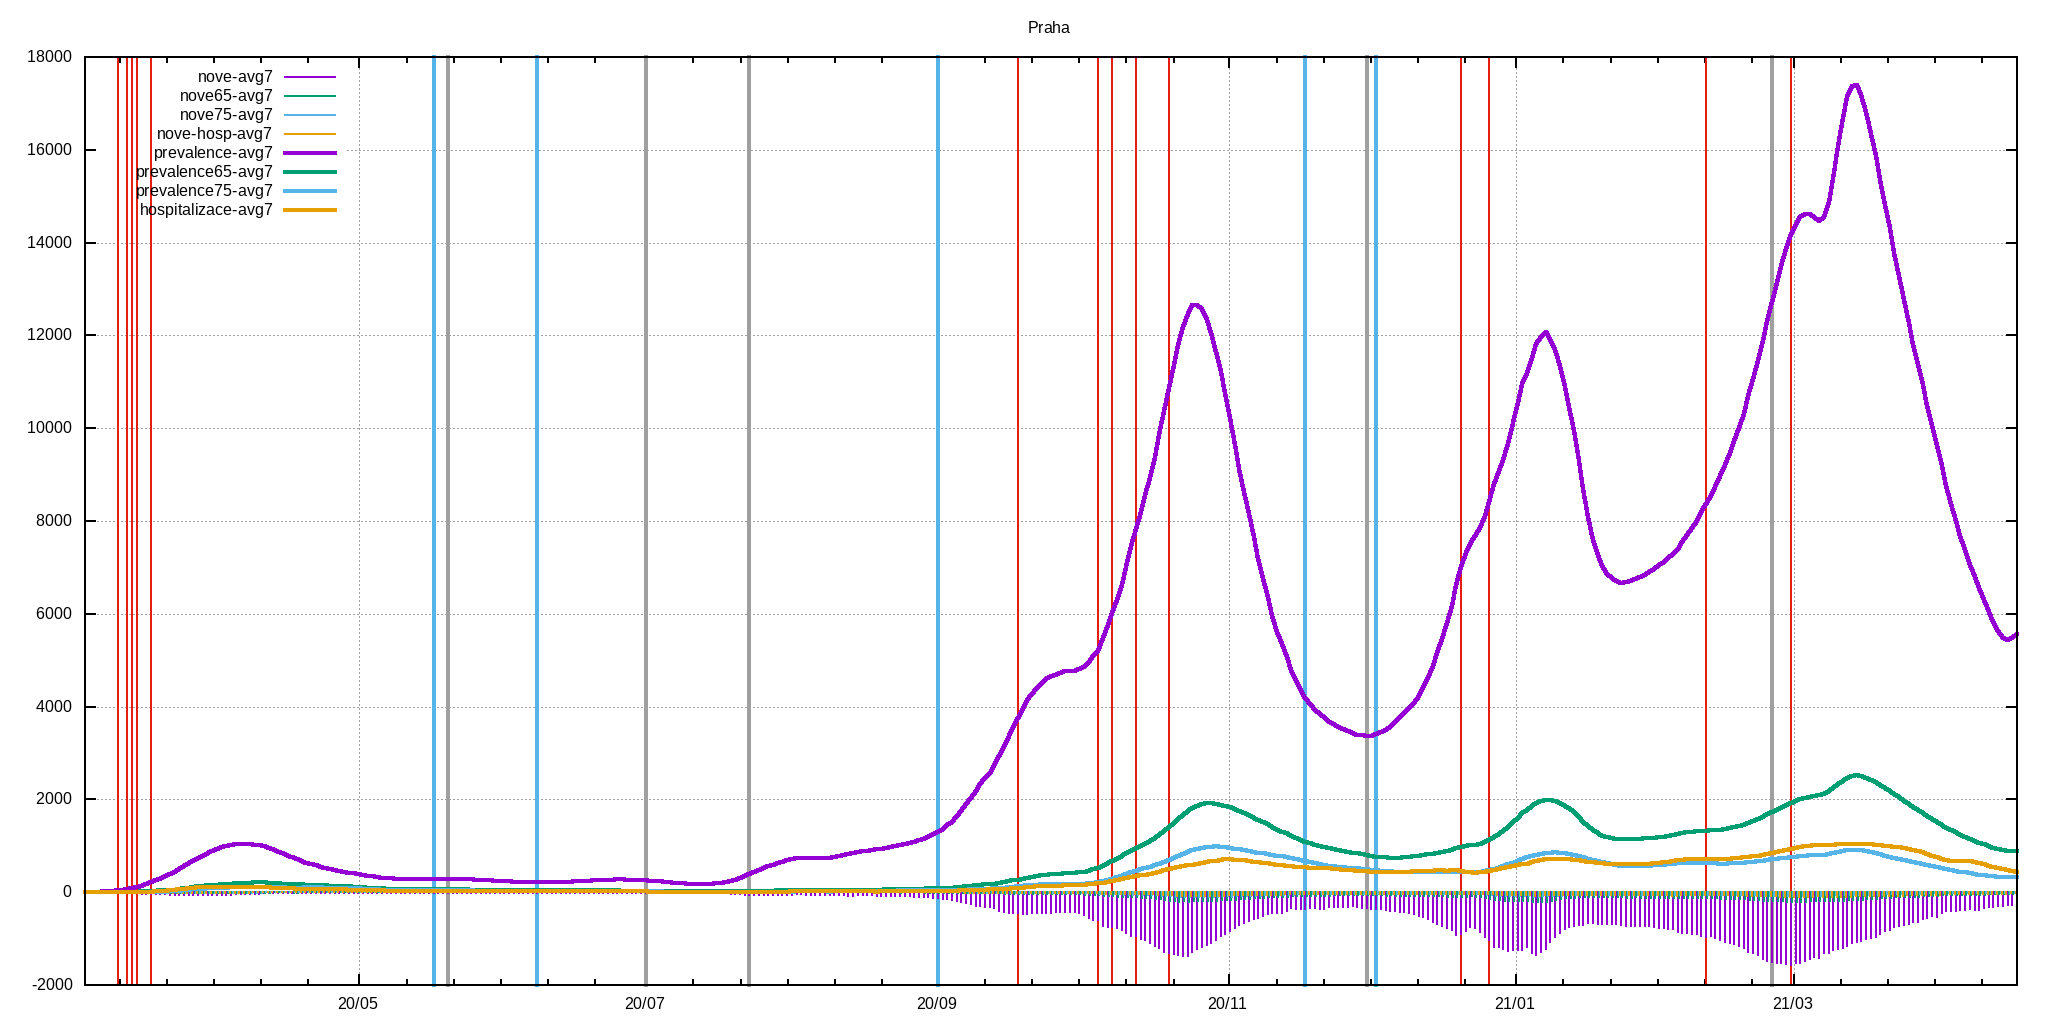 Praha
18000
16000
14000
12000
10000
8000
6000
4000
2000
0
-2000
nove-avg7
nove65-avg7
nove75-avg7
nove-hosp-avg7
prevalence-avg7
prevalence65-avg7
prevalence75-avg7
hospitalizace-avg7
20/05 20/07 20/09 20/11 21/01 21/03